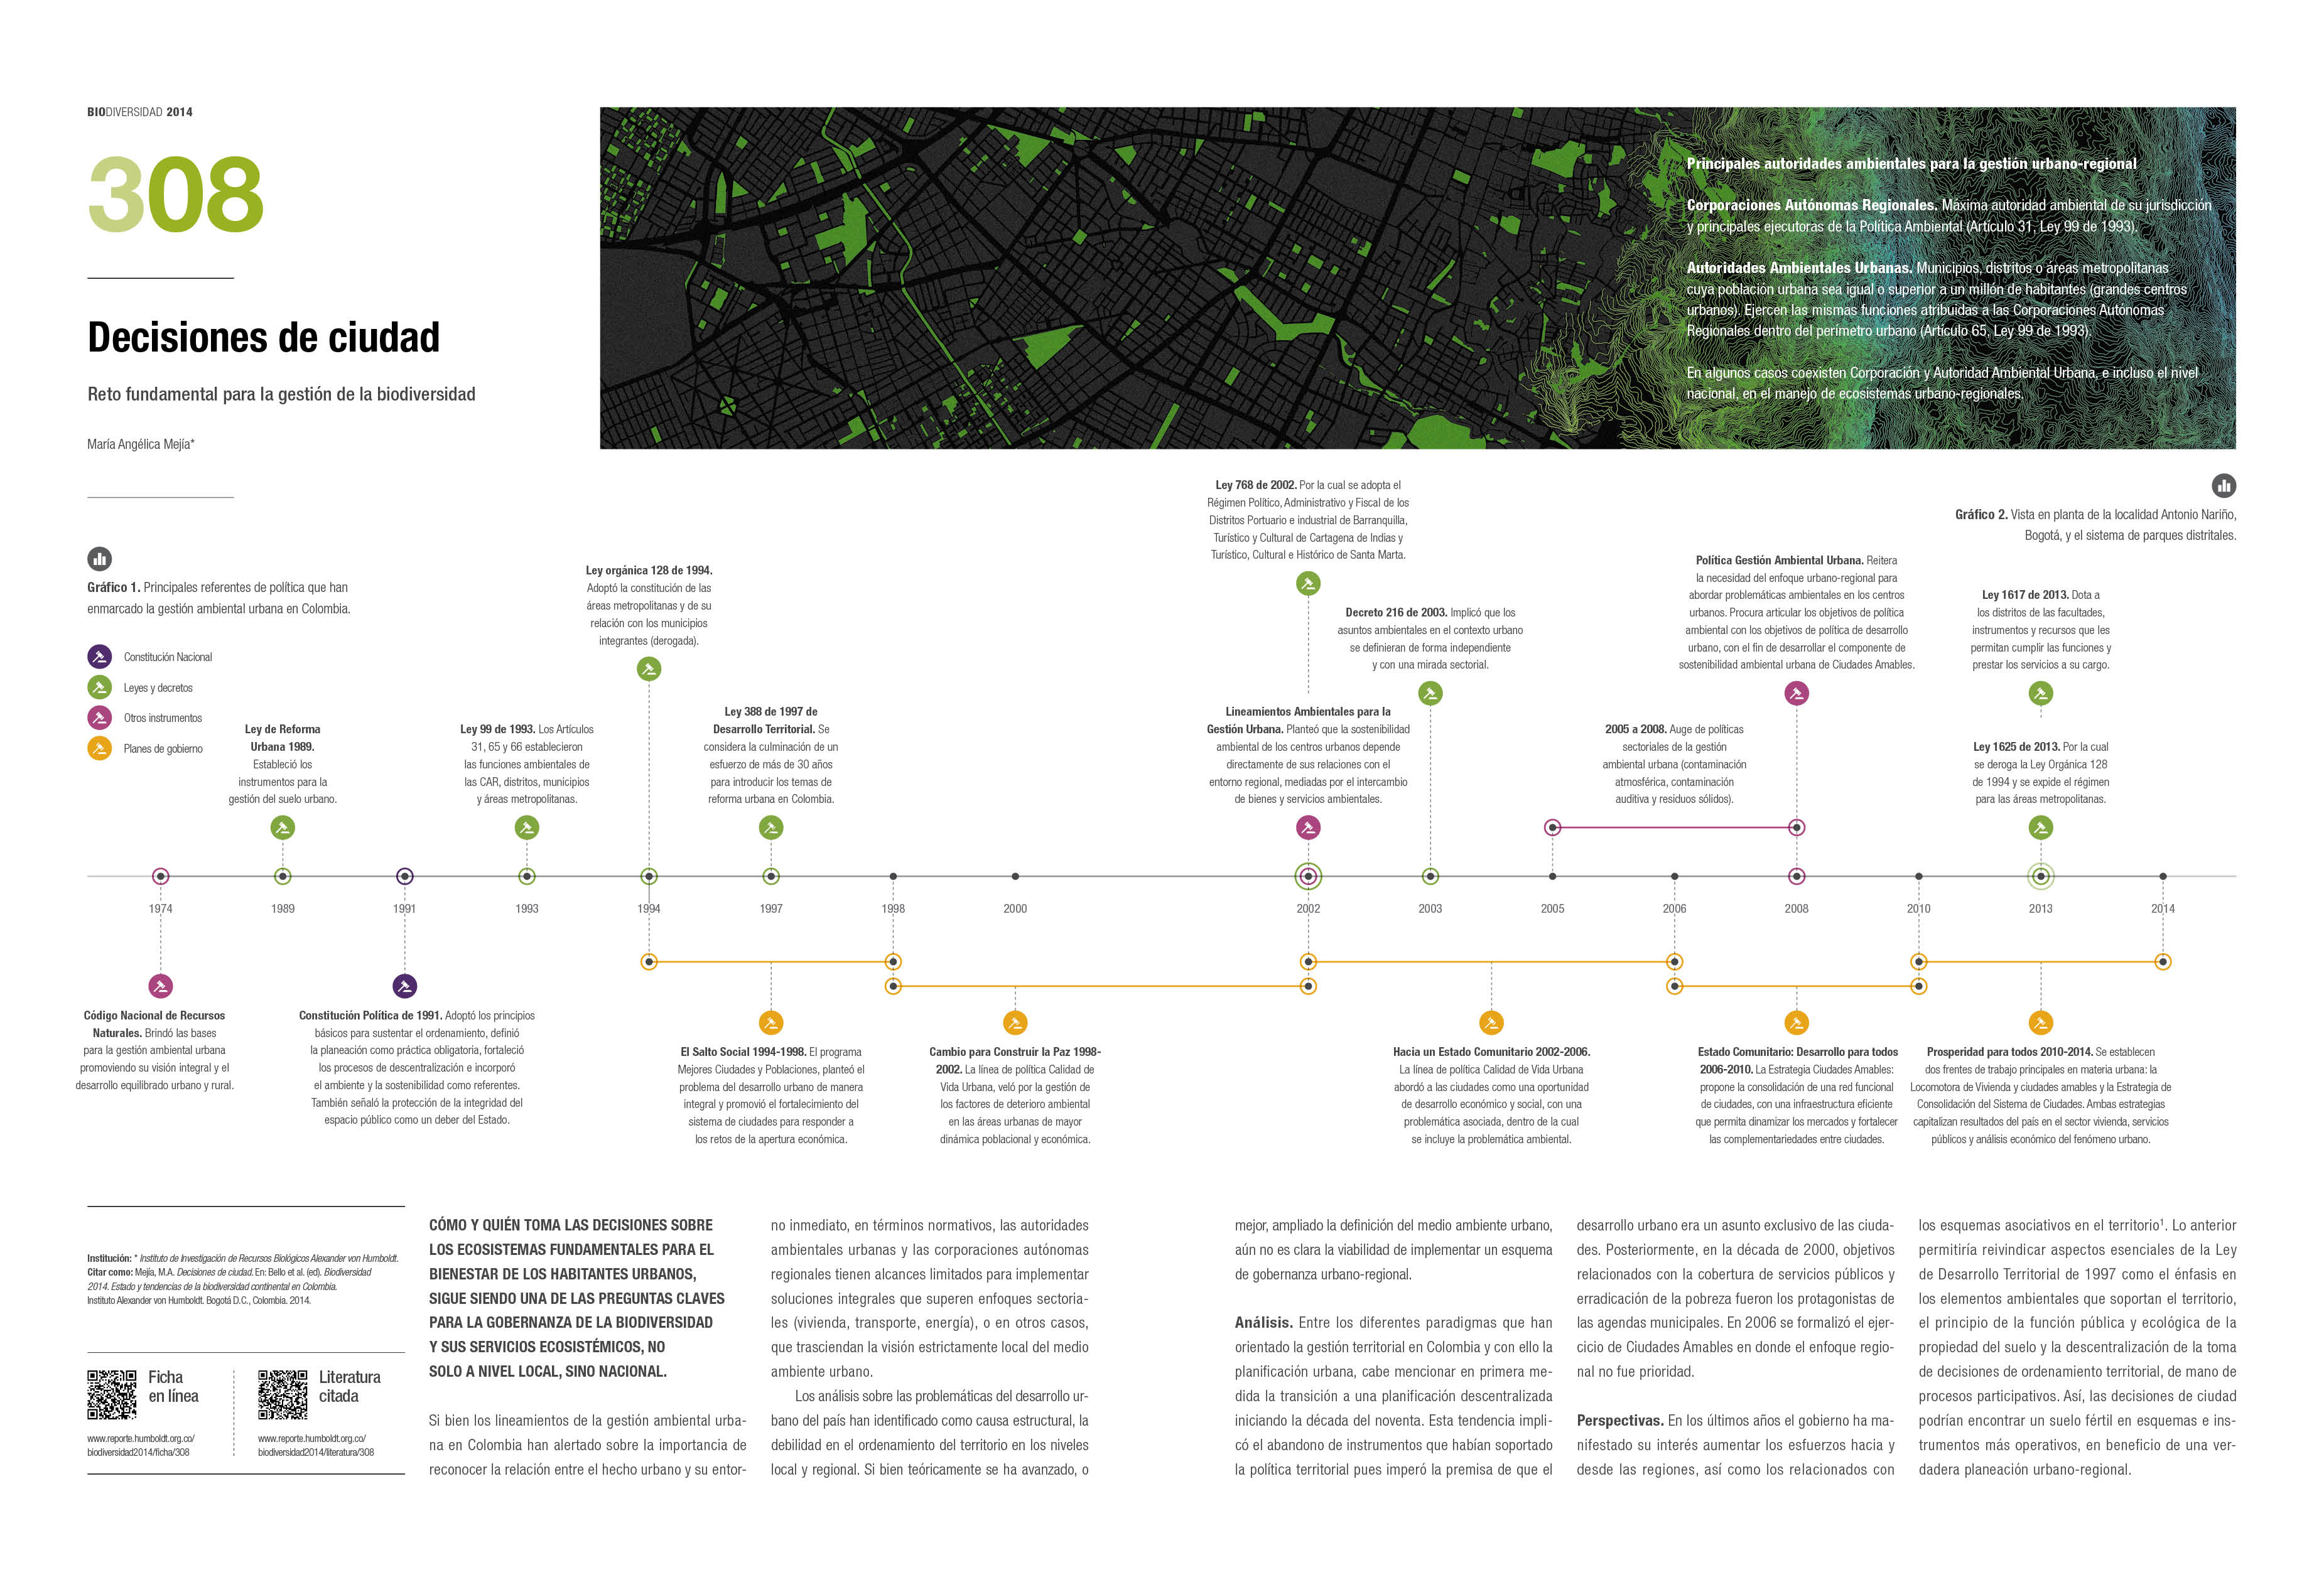 BIODIVERSIDAD 2014
308
Decisiones de ciudad
Reto fundamental para la gestión de la biodiversidad
María Angélica Mejía*
Principales autoridades ambientales para la gestión urbano-regional
Corporaciones Autónomas Regionales. Máxima autoridad ambiental de su jurisdicción
y principales ejecutoras de la Política Ambiental (Artículo 31, Ley 99 de 1993).
Autoridades Ambientales Urbanas. Municipios, distritos o áreas metropolitanas
cuya población urbana sea igual o superior a un millón de habitantes (grandes centros
urbanos). Ejercen las mismas funciones atribuidas a las Corporaciones Autónomas
Regionales dentro del perímetro urbano (Artículo 65, Ley 99 de 1993).
En algunos casos coexisten Corporación y Autoridad Ambiental Urbana, e incluso el nivel
nacional, en el manejo de ecosistemas urbano-regionales.
Gráfico 2. Vista en planta de la localidad Antonio Nariño,
Bogotá, y el sistema de parques distritales.
Gráfico 1. Principales referentes de política que han
enmarcado la gestión ambiental urbana en Colombia.
Constitución Nacional
Leyes y decretos
Otros instrumentos
Planes de gobierno
Ley de Reforma
Urbana 1989.
Estableció los
instrumentos para la
gestión del suelo urbano.
Ley 99 de 1993. Los Artículos
31, 65 y 66 establecieron
las funciones ambientales de
las CAR, distritos, municipios
y áreas metropolitanas.
Ley orgánica 128 de 1994.
Adoptó la constitución de las
áreas metropolitanas y de su
relación con los municipios
integrantes (derogada).
Ley 388 de 1997 de
Desarrollo Territorial. Se
considera la culminación de un
esfuerzo de más de 30 años
para introducir los temas de
reforma urbana en Colombia.
Ley 768 de 2002. Por la cual se adopta el
Régimen Político, Administrativo y Fiscal de los
Distritos Portuario e industrial de Barranquilla,
Turístico y Cultural de Cartagena de Indias y
Turístico, Cultural e Histórico de Santa Marta.
Lineamientos Ambientales para la
Gestión Urbana. Planteó que la sostenibilidad
ambiental de los centros urbanos depende
directamente de sus relaciones con el
entorno regional, mediadas por el intercambio
de bienes y servicios ambientales.
Decreto 216 de 2003. Implicó que los
asuntos ambientales en el contexto urbano
se definieran de forma independiente
y con una mirada sectorial.
2005 a 2008. Auge de políticas
sectoriales de la gestión
ambiental urbana (contaminación
atmosférica, contaminación
auditiva y residuos sólidos).
Política Gestión Ambiental Urbana. Reitera
la necesidad del enfoque urbano-regional para
abordar problemáticas ambientales en los centros
urbanos. Procura articular los objetivos de política
ambiental con los objetivos de política de desarrollo
urbano, con el fin de desarrollar el componente de
sostenibilidad ambiental urbana de Ciudades Amables.
Ley 1617 de 2013. Dota a
los distritos de las facultades,
instrumentos y recursos que les
permitan cumplir las funciones y
prestar los servicios a su cargo.
Ley 1625 de 2013. Por la cual
se deroga la Ley Orgánica 128
de 1994 y se expide el régimen
para las áreas metropolitanas.
1974 1989 1991 1993 1994 1997 1998 2000 2002 2003 2005 2006 2008 2010 2013 2014
Código Nacional de Recursos
Naturales. Brindó las bases
para la gestión ambiental urbana
promoviendo su visión integral y el
desarrollo equilibrado urbano y rural.
Constitución Política de 1991. Adoptó los principios
básicos para sustentar el ordenamiento, definió
la planeación como práctica obligatoria, fortaleció
los procesos de descentralización e incorporó
el ambiente y la sostenibilidad como referentes.
También señaló la protección de la integridad del
espacio público como un deber del Estado.
El Salto Social 1994-1998. El programa
Mejores Ciudades y Poblaciones, planteó el
problema del desarrollo urbano de manera
integral y promovió el fortalecimiento del
sistema de ciudades para responder a
los retos de la apertura económica.
Cambio para Construir la Paz 1998-
2002. La línea de política Calidad de
Vida Urbana, veló por la gestión de
los factores de deterioro ambiental
en las áreas urbanas de mayor
dinámica poblacional y económica.
Hacia un Estado Comunitario 2002-2006.
La línea de política Calidad de Vida Urbana
abordó a las ciudades como una oportunidad
de desarrollo económico y social, con una
problemática asociada, dentro de la cual
se incluye la problemática ambiental.
Estado Comunitario: Desarrollo para todos
2006-2010. La Estrategia Ciudades Amables:
propone la consolidación de una red funcional
de ciudades, con una infraestructura eficiente
que permita dinamizar los mercados y fortalecer
las complementariedades entre ciudades.
Prosperidad para todos 2010-2014. Se establecen
dos frentes de trabajo principales en materia urbana: la
Locomotora de Vivienda y ciudades amables y la Estrategia de
Consolidación del Sistema de Ciudades. Ambas estrategias
capitalizan resultados del país en el sector vivienda, servicios
públicos y análisis económico del fenómeno urbano.
Institución: * Instituto de Investigación de Recursos Biológicos Alexander von Humboldt.
Citar como: Mejía, M.A. Decisiones de ciudad. En: Bello et al. (ed). Biodiversidad
2014. Estado y tendencias de la biodiversidad continental en Colombia.
Instituto Alexander von Humboldt. Bogotá D.C., Colombia. 2014.
Ficha
en línea
www.reporte.humboldt.org.co/
biodiversidad2014/ficha/308
Literatura
citada
www.reporte.humboldt.org.co/
biodiversidad2014/literatura/308
CÓMO Y QUIÉN TOMA LAS DECISIONES SOBRE
LOS ECOSISTEMAS FUNDAMENTALES PARA EL
BIENESTAR DE LOS HABITANTES URBANOS,
SIGUE SIENDO UNA DE LAS PREGUNTAS CLAVES
PARA LA GOBERNANZA DE LA BIODIVERSIDAD
Y SUS SERVICIOS ECOSISTÉMICOS, NO
SOLO A NIVEL LOCAL, SINO NACIONAL.
Si bien los lineamientos de la gestión ambiental urba-
na en Colombia han alertado sobre la importancia de
reconocer la relación entre el hecho urbano y su entor-
no inmediato, en términos normativos, las autoridades
ambientales urbanas y las corporaciones autónomas
regionales tienen alcances limitados para implementar
soluciones integrales que superen enfoques sectoria-
les (vivienda, transporte, energía), o en otros casos,
que trasciendan la visión estrictamente local del medio
ambiente urbano.
Los análisis sobre las problemáticas del desarrollo ur-
bano del país han identificado como causa estructural, la
debilidad en el ordenamiento del territorio en los niveles
local y regional. Si bien teóricamente se ha avanzado, o
mejor, ampliado la definición del medio ambiente urbano,
aún no es clara la viabilidad de implementar un esquema
de gobernanza urbano-regional.
Análisis. Entre los diferentes paradigmas que han
orientado la gestión territorial en Colombia y con ello la
planificación urbana, cabe mencionar en primera me-
dida la transición a una planificación descentralizada
iniciando la década del noventa. Esta tendencia impli-
có el abandono de instrumentos que habían soportado
la política territorial pues imperó la premisa de que el
desarrollo urbano era un asunto exclusivo de las ciuda-
des. Posteriormente, en la década de 2000, objetivos
relacionados con la cobertura de servicios públicos y
erradicación de la pobreza fueron los protagonistas de
las agendas municipales. En 2006 se formalizó el ejer-
cicio de Ciudades Amables en donde el enfoque regio-
nal no fue prioridad.
Perspectivas. En los últimos años el gobierno ha ma-
nifestado su interés aumentar los esfuerzos hacia y
desde las regiones, así como los relacionados con
los esquemas asociativos en el territorio¹. Lo anterior
permitiría reivindicar aspectos esenciales de la Ley
de Desarrollo Territorial de 1997 como el énfasis en
los elementos ambientales que soportan el territorio,
el principio de la función pública y ecológica de la
propiedad del suelo y la descentralización de la toma
de decisiones de ordenamiento territorial, de mano de
procesos participativos. Así, las decisiones de ciudad
podrían encontrar un suelo fértil en esquemas e ins-
trumentos más operativos, en beneficio de una ver-
dadera planeación urbano-regional.